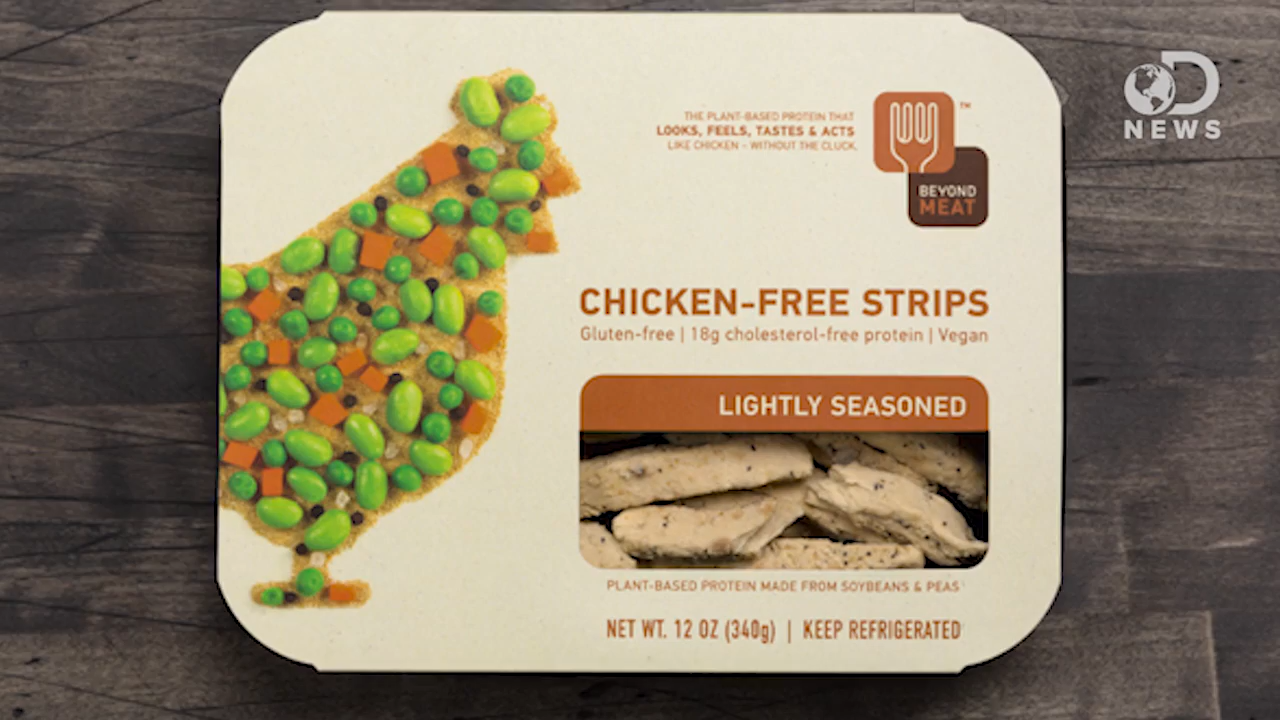 THE PLANT-BASED PROTEIN THAT
LOOKS, FEELS, TASTES & ACTS
LIKE CHICKEN - WITHOUT THE CLUCK.
™
BEYOND
MEAT
D
NEWS
CHICKEN-FREE STRIPS
Gluten-free | 18g cholesterol-free protein | Vegan
LIGHTLY SEASONED
PLANT-BASED PROTEIN MADE FROM SOYBEANS & PEAS
NET WT. 12 OZ (340g) | KEEP REFRIGERATED